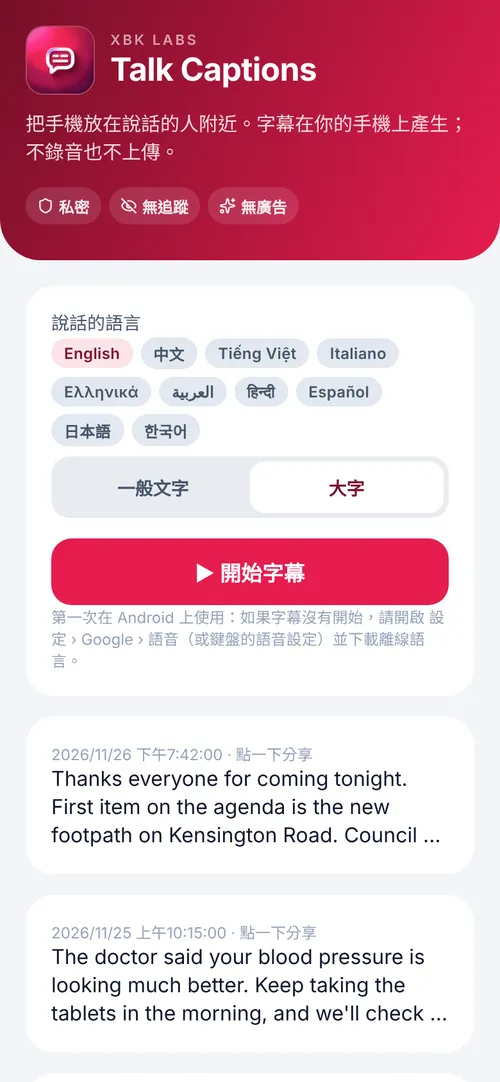 XBK LABS
Talk Captions
把手機放在說話的人附近。字幕在你的手機上產生；
不錄音也不上傳。
私密
無追蹤
無廣告
說話的語言
English
中文
Tiếng Việt
Italiano
Ελληνικά
العربية
हिन्दी
Español
日本語
한국어
一般文字
大字
▶ 開始字幕
第一次在 Android 上使用：如果字幕沒有開始，請開啟 設
定 › Google › 語音（或鍵盤的語音設定）並下載離線語
言。
2026/11/26 下午7:42:00 · 點一下分享
Thanks everyone for coming tonight.
First item on the agenda is the new
footpath on Kensington Road. Council ...
2026/11/25 上午10:15:00 · 點一下分享
The doctor said your blood pressure is
looking much better. Keep taking the
tablets in the morning, and we'll check ...